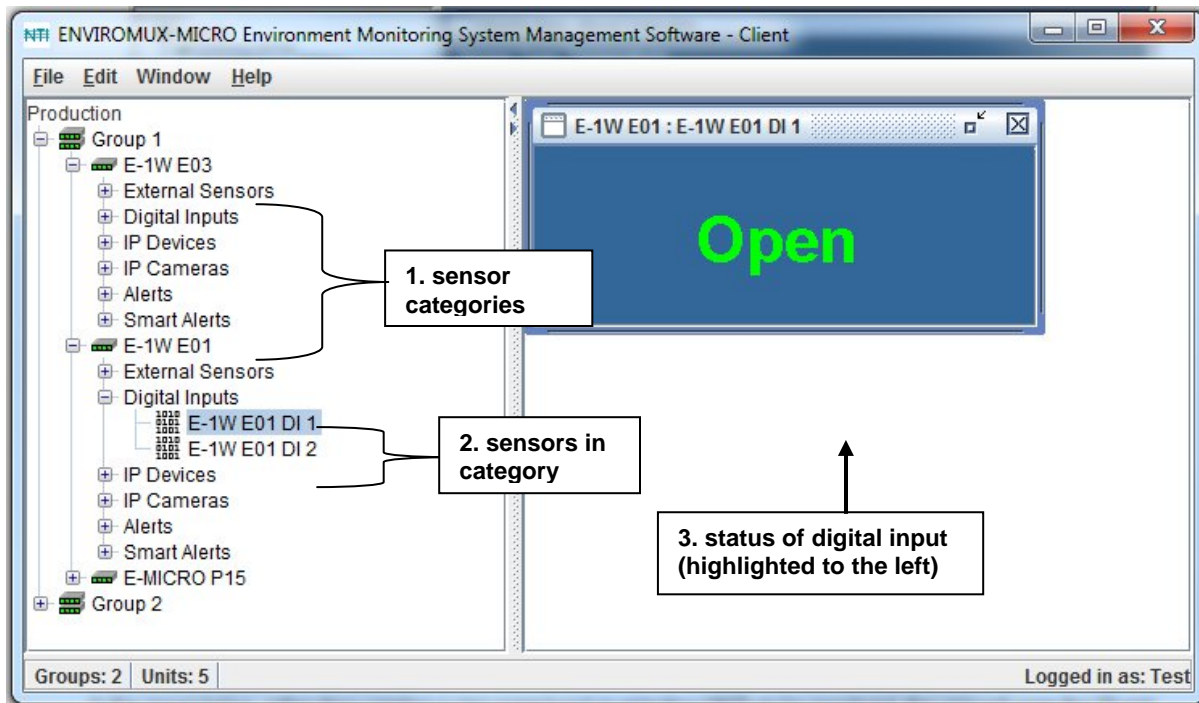 NTI ENVIROMUX-MICRO Environment Monitoring System Management Software - Client
File Edit Window Help
Production
Group 1
E-1W E03
External Sensors
Digital Inputs
IP Devices
IP Cameras
Alerts
Smart Alerts
E-1W E01
External Sensors
Digital Inputs
E-1W E01 DI 1
E-1W E01 DI 2
IP Devices
IP Cameras
Alerts
Smart Alerts
E-MICRO P15
Group 2
1. sensor
categories
2. sensors in
category
E-1W E01 : E-1W E01 DI 1
Open
3. status of digital input
(highlighted to the left)
Groups: 2 Units: 5
Logged in as: Test